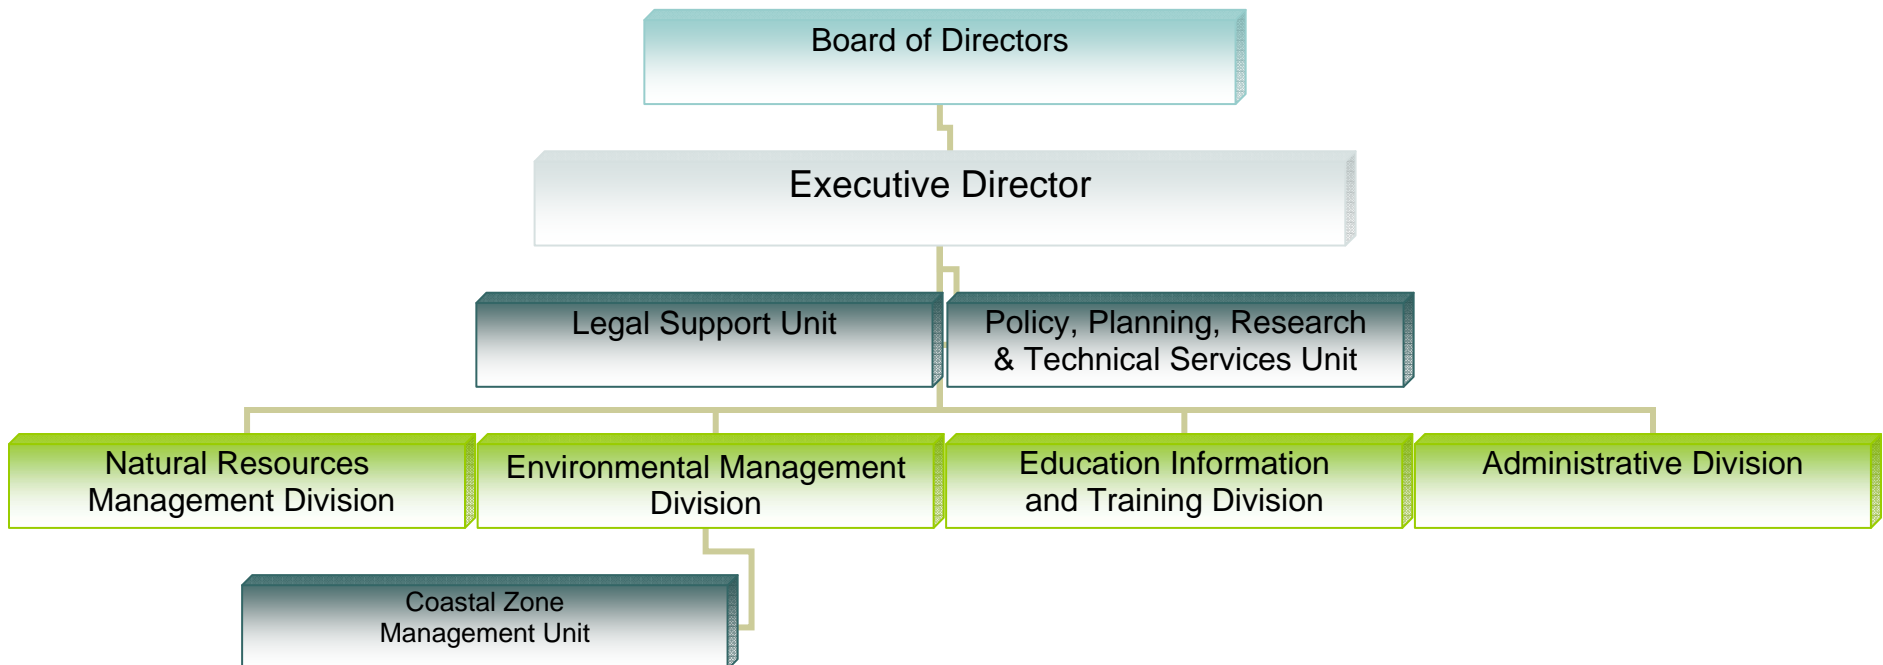 Board of Directors
Executive Director
Legal Support Unit
Policy, Planning, Research
& Technical Services Unit
Natural Resources
Management Division
Environmental Management
Division
Education Information
and Training Division
Administrative Division
Coastal Zone
Management Unit